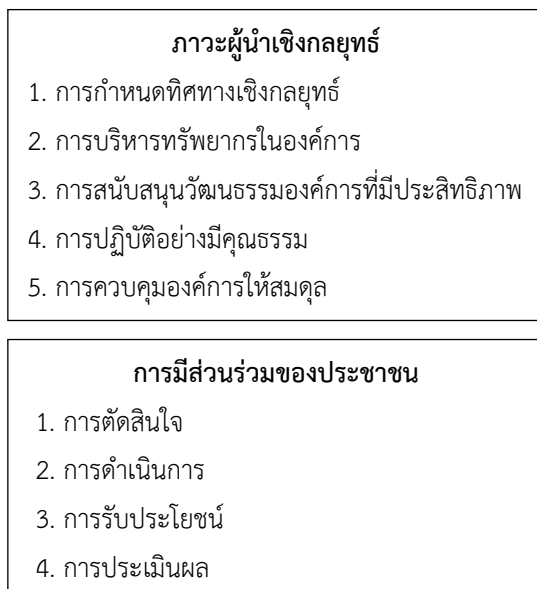 ภาวะผู้นำเชิงกลยุทธ์
1. การกำหนดทิศทางเชิงกลยุทธ์
2. การบริหารทรัพยากรในองค์การ
3. การสนับสนุนวัฒนธรรมองค์การที่มีประสิทธิภาพ
4. การปฏิบัติอย่างมีคุณธรรม
5. การควบคุมองค์การให้สมดุล
การมีส่วนร่วมของประชาชน
1. การตัดสินใจ
2. การดำเนินการ
3. การรับประโยชน์
4. การประเมินผล